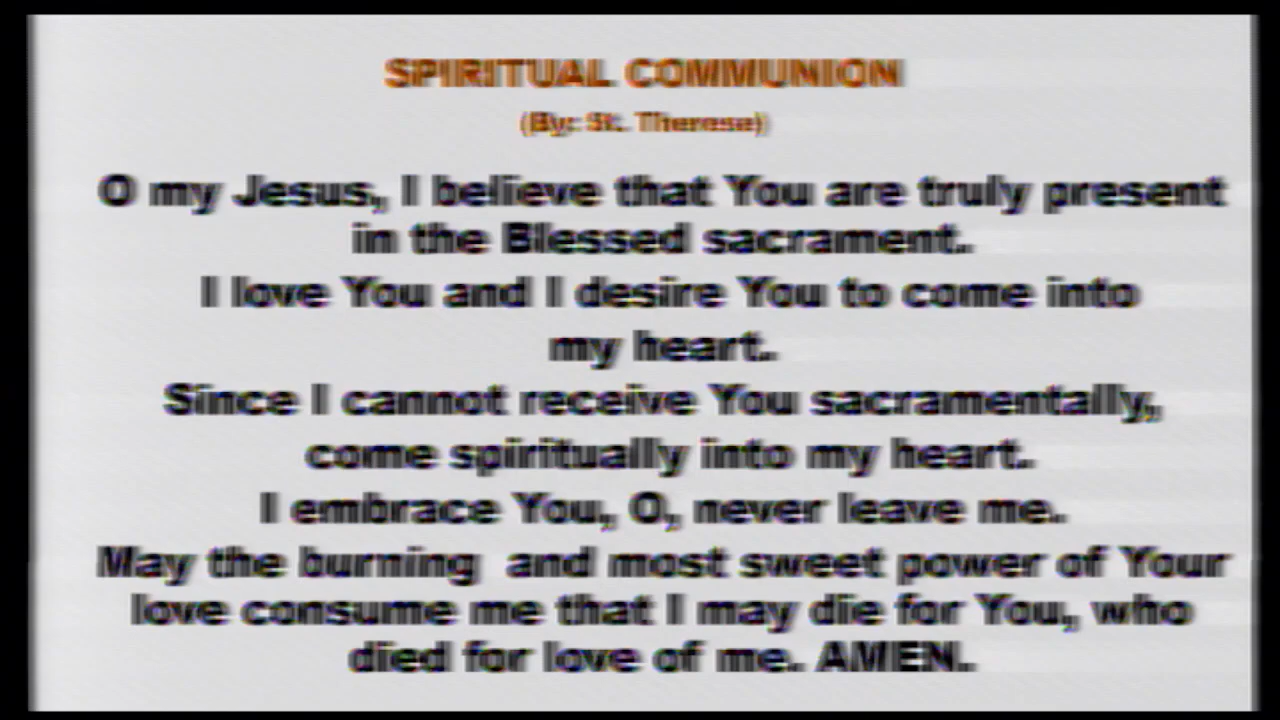 SPIRITUAL COMMUNION
(By: St. Therese)
O my Jesus, I believe that You are truly present
in the Blessed sacrament.
I love You and I desire You to come into
my heart.
Since I cannot receive You sacramentally,
come spiritually into my heart.
I embrace You, O, never leave me.
May the burning  and most sweet power of Your
love consume me that I may die for You, who
died for love of me. AMEN.